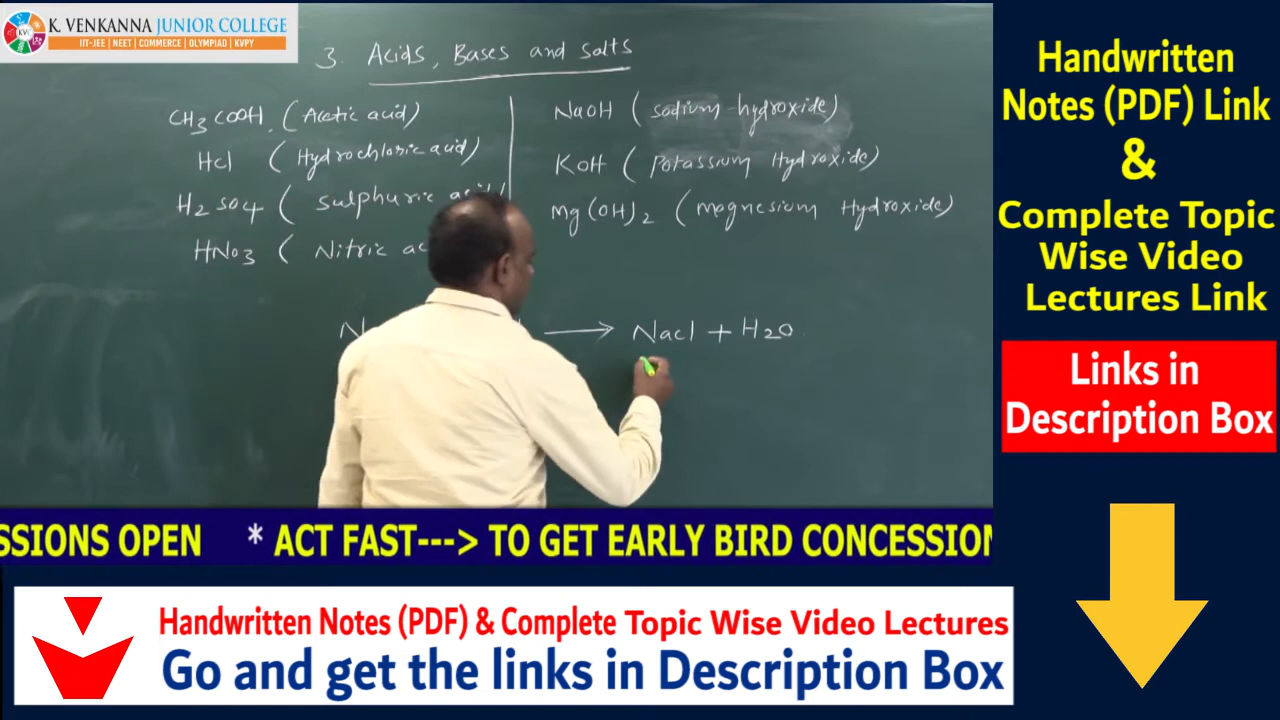 K. VENKANNA JUNIOR COLLEGE
IIT-JEE | NEET | COMMERCE | OLYMPIAD | KVPY
3. Acids, Bases and Salts
CH3COOH (Acetic acid)
HCl (Hydrochloric acid)
H2SO4 (Sulphuric acid
HNO3 (Nitric
NaOH (sodium hydroxide)
KOH (Potassium Hydroxide)
Mg(OH)2 (Magnesium Hydroxide)
→ NaCl + H2O
Handwritten
Notes (PDF) Link
&
Complete Topic
Wise Video
Lectures Link
Links in
Description Box
SSIONS OPEN * ACT FAST---> TO GET EARLY BIRD CONCESSION
Handwritten Notes (PDF) & Complete Topic Wise Video Lectures
Go and get the links in Description Box